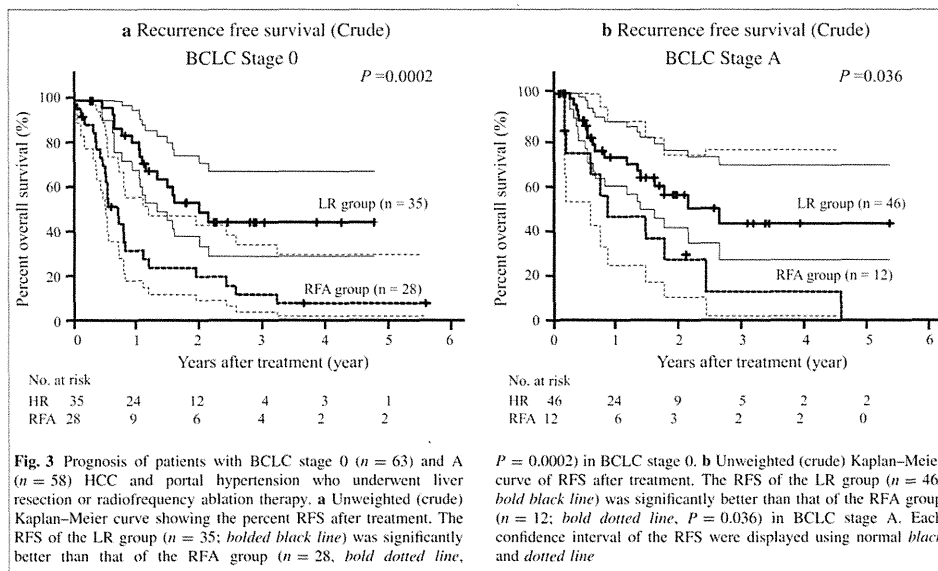 a Recurrence free survival (Crude)
BCLC Stage 0
P =0.0002
Percent overall survival (%)
100
80
60
40
20
0
LR group (n = 35)
RFA group (n = 28)
0 1 2 3 4 5 6
Years after treatment (year)
No. at risk
HR 35 24 12 4 3 1
RFA 28 9 6 4 2 2
b Recurrence free survival (Crude)
BCLC Stage A
P =0.036
Percent overall survival (%)
100
80
60
40
20
0
LR group (n = 46)
RFA group (n = 12)
0 1 2 3 4 5 6
Years after treatment (year)
No. at risk
HR 46 24 9 5 2 2
RFA 12 6 3 2 2 0
Fig. 3 Prognosis of patients with BCLC stage 0 (n = 63) and A
(n = 58) HCC and portal hypertension who underwent liver
resection or radiofrequency ablation therapy. a Unweighted (crude)
Kaplan–Meier curve showing the percent RFS after treatment. The
RFS of the LR group (n = 35; bolded black line) was significantly
better than that of the RFA group (n = 28, bold dotted line,
P = 0.0002) in BCLC stage 0. b Unweighted (crude) Kaplan–Meie
curve of RFS after treatment. The RFS of the LR group (n = 46
bold black line) was significantly better than that of the RFA group
(n = 12; bold dotted line, P = 0.036) in BCLC stage A. Each
confidence interval of the RFS were displayed using normal black
and dotted line